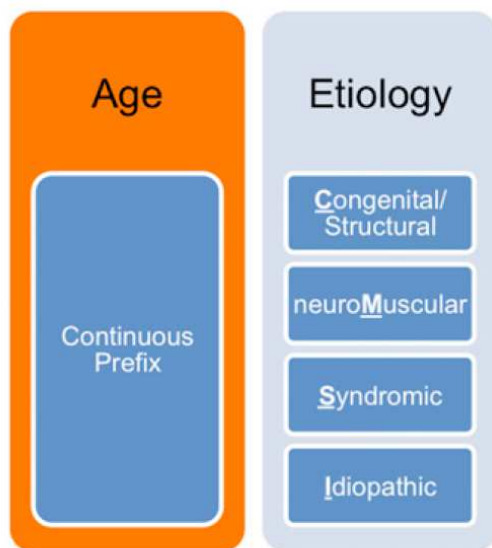 Age
Continuous
Prefix
Etiology
Congenital/
Structural
neuroMuscular
Syndromic
Idiopathic